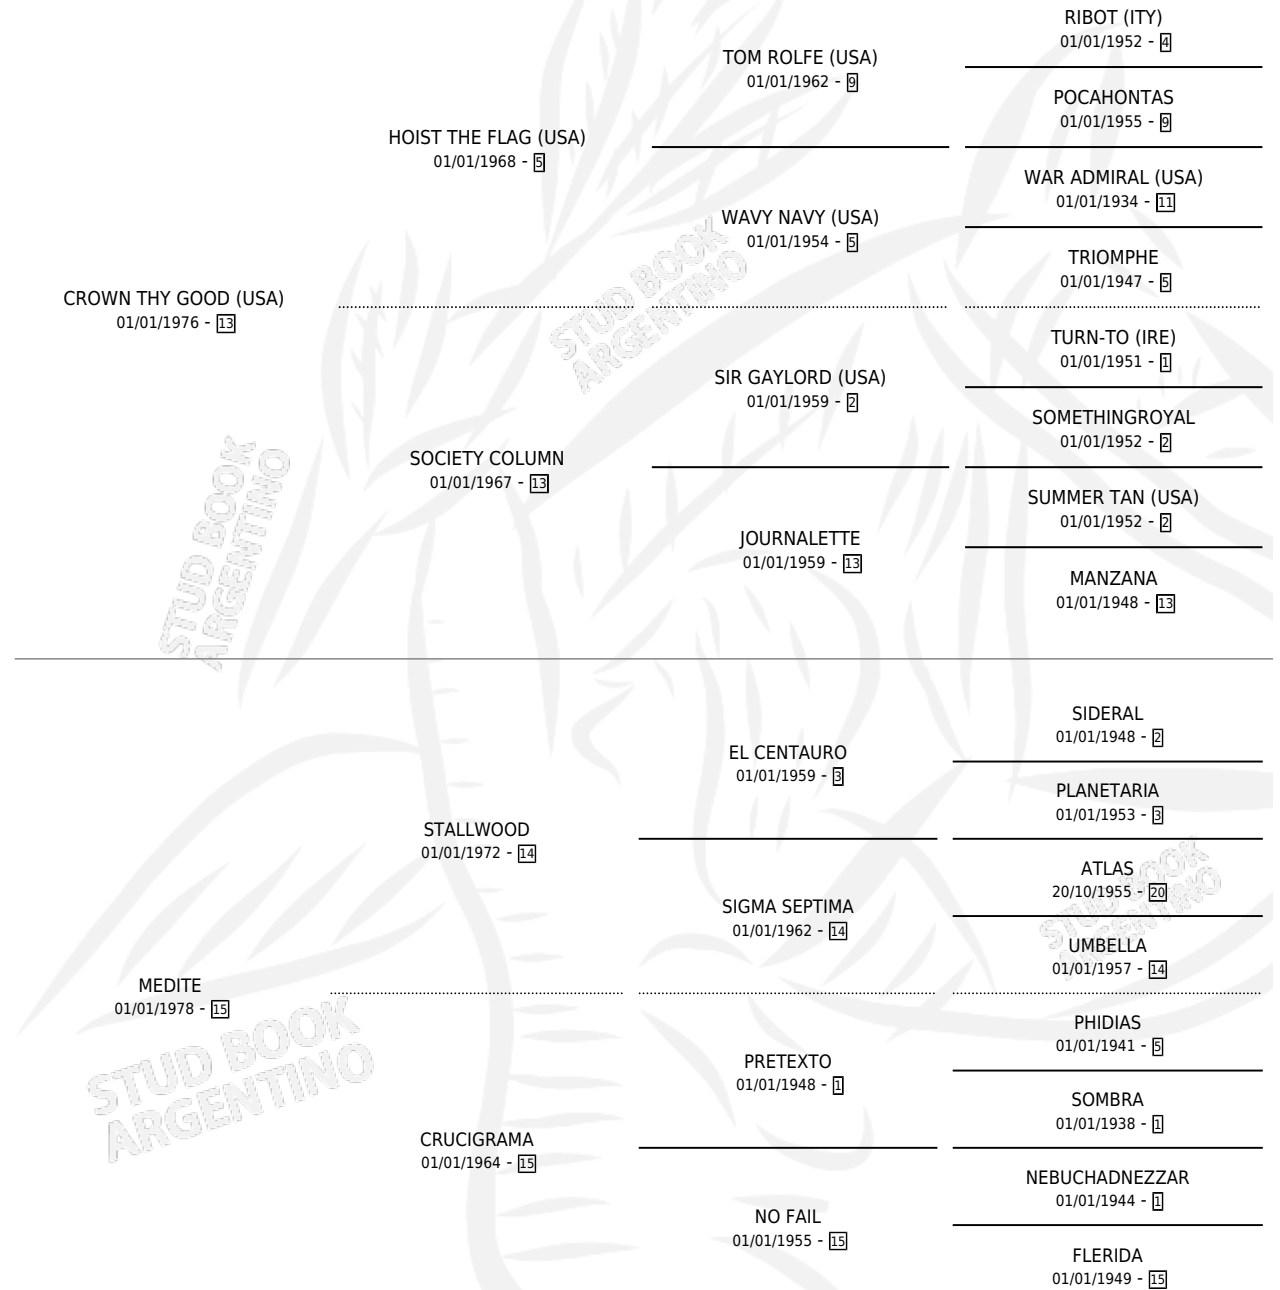 RIBOT (ITY)
01/01/1952 - 4
TOM ROLFE (USA)
01/01/1962 - 9
POCAHONTAS
01/01/1955 - 9
HOIST THE FLAG (USA)
01/01/1968 - 5
WAR ADMIRAL (USA)
01/01/1934 - 11
WAVY NAVY (USA)
01/01/1954 - 5
TRIOMPHE
01/01/1947 - 5
CROWN THY GOOD (USA)
01/01/1976 - 13
TURN-TO (IRE)
01/01/1951 - 1
SIR GAYLORD (USA)
01/01/1959 - 2
SOMETHINGROYAL
01/01/1952 - 2
SOCIETY COLUMN
01/01/1967 - 13
SUMMER TAN (USA)
01/01/1952 - 2
JOURNALETTE
01/01/1959 - 13
MANZANA
01/01/1948 - 13
SIDERAL
01/01/1948 - 2
EL CENTAURO
01/01/1959 - 3
PLANETARIA
01/01/1953 - 3
STALLWOOD
01/01/1972 - 14
ATLAS
20/10/1955 - 20
SIGMA SEPTIMA
01/01/1962 - 14
UMBELLA
01/01/1957 - 14
MEDITE
01/01/1978 - 15
PHIDIAS
01/01/1941 - 5
PRETEXTO
01/01/1948 - 1
SOMBRA
01/01/1938 - 1
CRUCIGRAMA
01/01/1964 - 15
NEBUCHADNEZZAR
01/01/1944 - 1
NO FAIL
01/01/1955 - 15
FLERIDA
01/01/1949 - 15
STUD BOOK
ARGENTINO
STUD BOOK
ARGENTINO
STUD BOOK
ARGENTINO
STUD BOOK
ARGENTINO